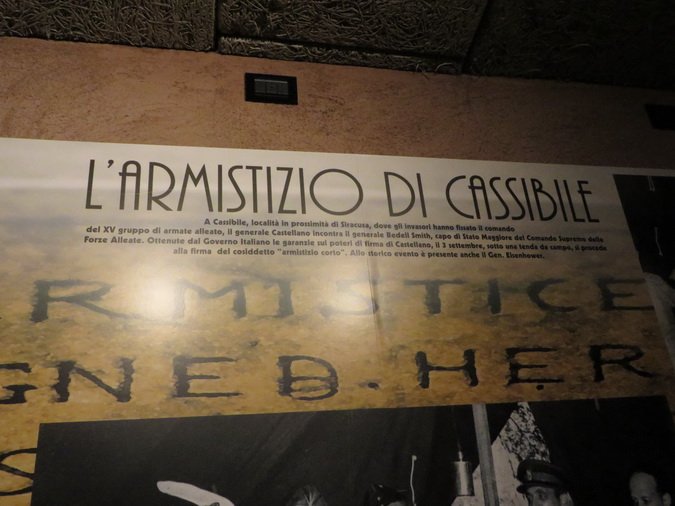 L'ARMISTIZIO DI CASSIBILE
A Cassibile, località in prossimità di Siracusa, dove gli invasori hanno fissato il comando
del XV gruppo di armate alleato, il generale Castellano incontra il generale Bedell Smith, capo di Stato Maggiore del Comando Supremo delle
Forze Alleate. Ottenute dal Governo Italiano le garanzie sui poteri di firma di Castellano, il 3 settembre, sotto una tenda da campo, si procede
alla firma del cosiddetto "armistizio corto". Allo storico evento è presente anche il Gen. Eisenhower.
ARMISTICE
GNED. HER
S